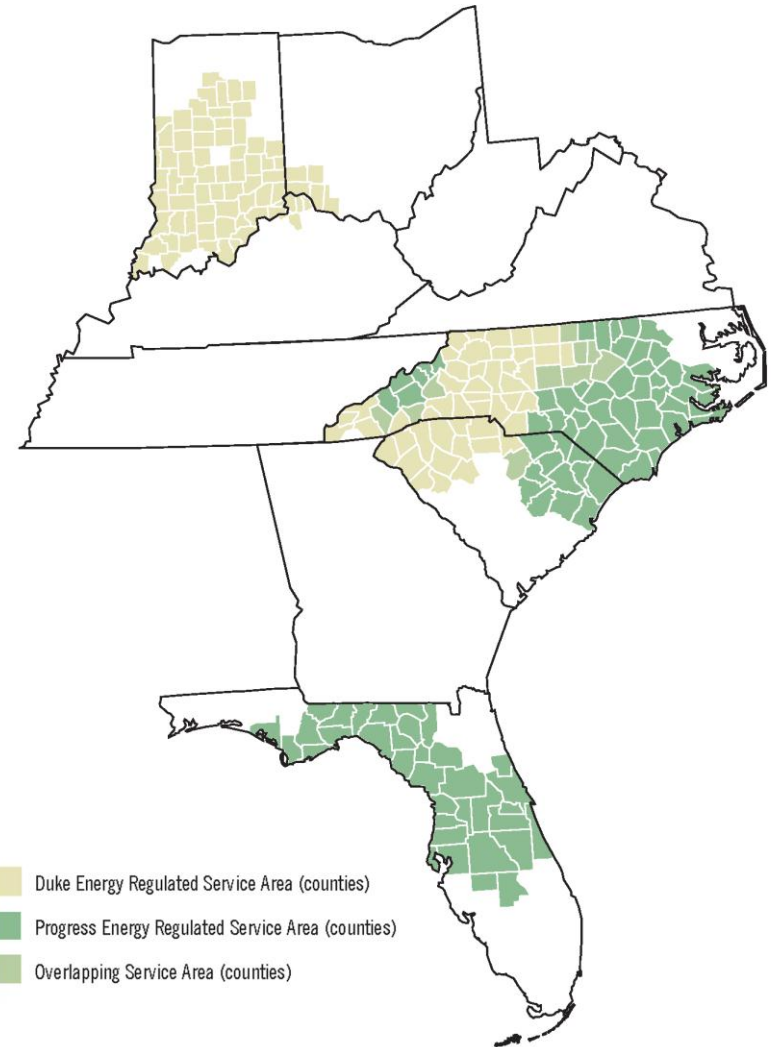 Duke Energy Regulated Service Area (counties)
Progress Energy Regulated Service Area (counties)
Overlapping Service Area (counties)